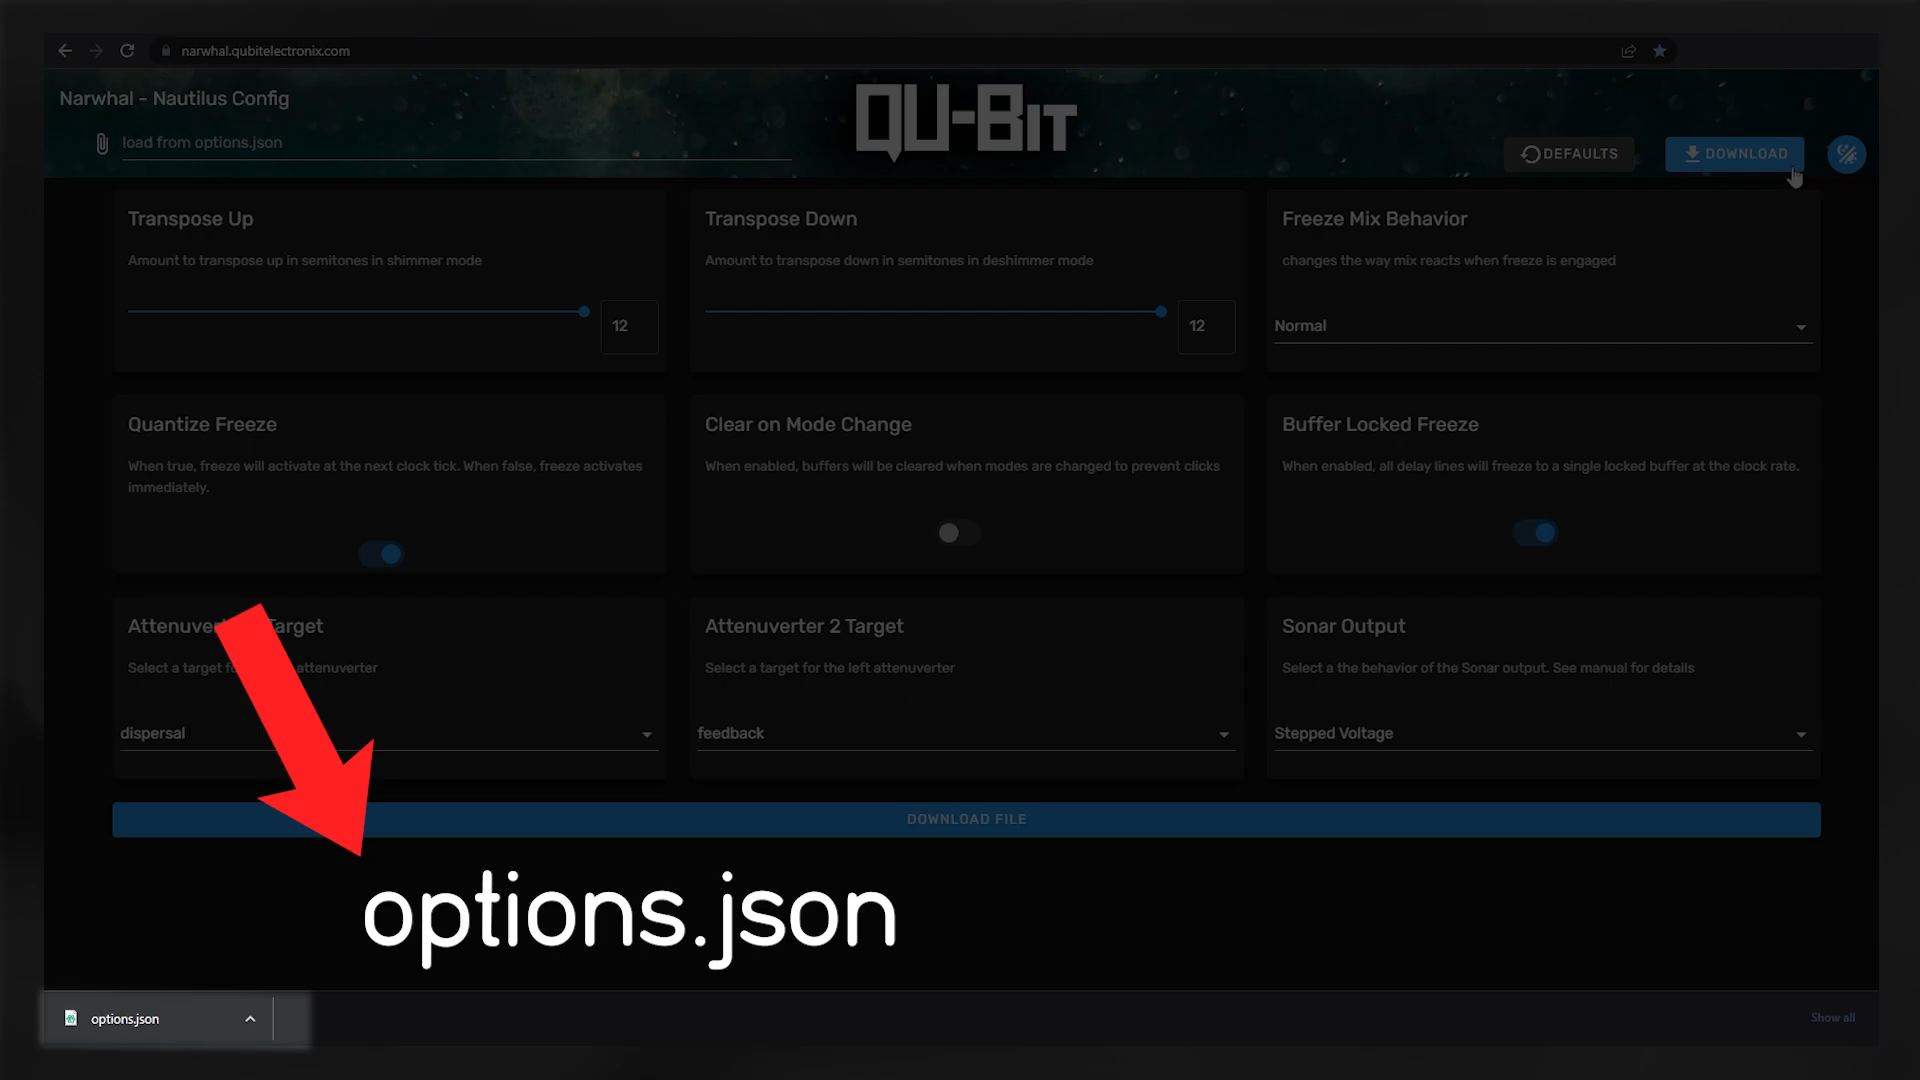 narwhal.qubitelectronix.com
Narwhal - Nautilus Config
QU-BIT
load from options.json
DEFAULTS
DOWNLOAD
Transpose Up
Amount to transpose up in semitones in shimmer mode
12
Transpose Down
Amount to transpose down in semitones in deshimmer mode
12
Freeze Mix Behavior
changes the way mix reacts when freeze is engaged
Normal
Quantize Freeze
When true, freeze will activate at the next clock tick. When false, freeze activates
immediately.
Clear on Mode Change
When enabled, buffers will be cleared when modes are changed to prevent clicks
Buffer Locked Freeze
When enabled, all delay lines will freeze to a single locked buffer at the clock rate.
Attenuver Target
Select a target attenuverter
dispersal
Attenuverter 2 Target
Select a target for the left attenuverter
feedback
Sonar Output
Select a the behavior of the Sonar output. See manual for details
Stepped Voltage
DOWNLOAD FILE
options.json
options.json
Show all